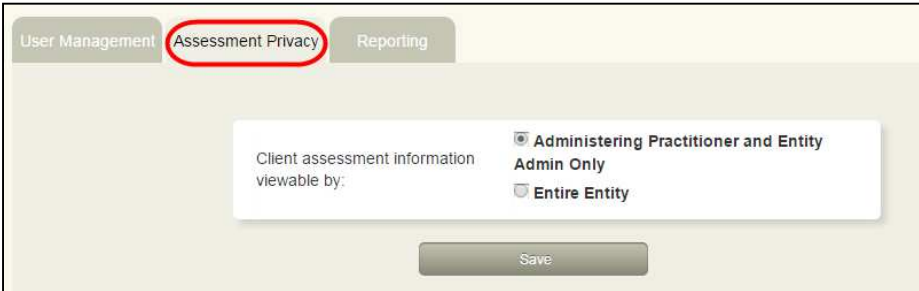 User Management Assessment Privacy Reporting
Client assessment information
viewable by:
Administering Practitioner and Entity
Admin Only
Entire Entity
Save